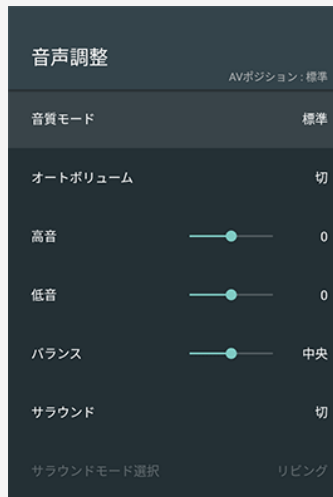 音声調整
AVポジション : 標準
音質モード 標準
オートボリューム 切
高音 0
低音 0
バランス 中央
サラウンド 切
サラウンドモード選択 リビング